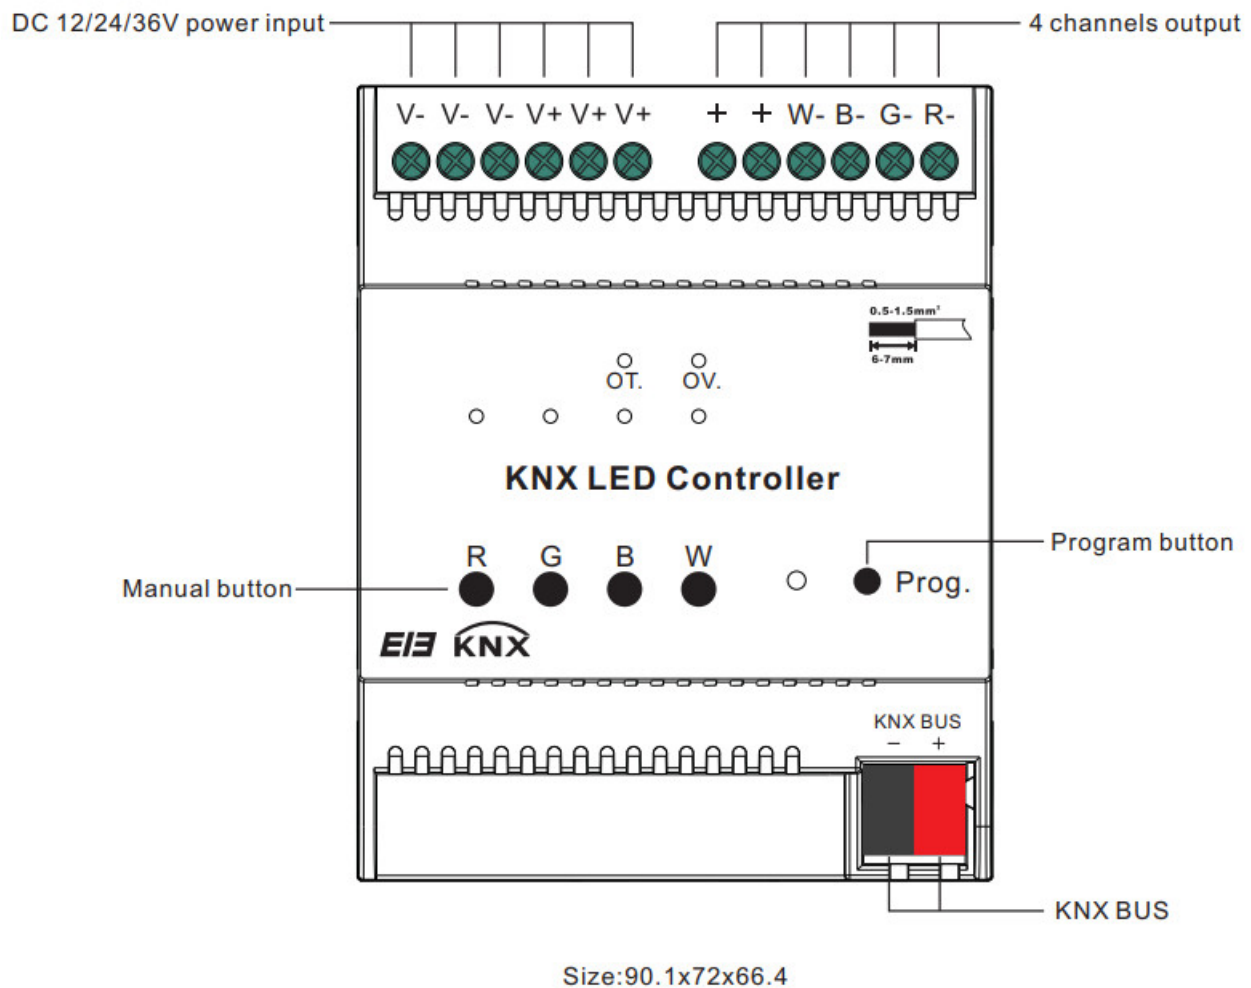 DC 12/24/36V power input
4 channels output
V- V- V- V+ V+ V+ + + W- B- G- R-
0.5-1.5mm²
6-7mm
OT. OV.
KNX LED Controller
R G B W
Program button
Manual button
Prog.
EIB KNX
KNX BUS
- +
KNX BUS
Size:90.1x72x66.4